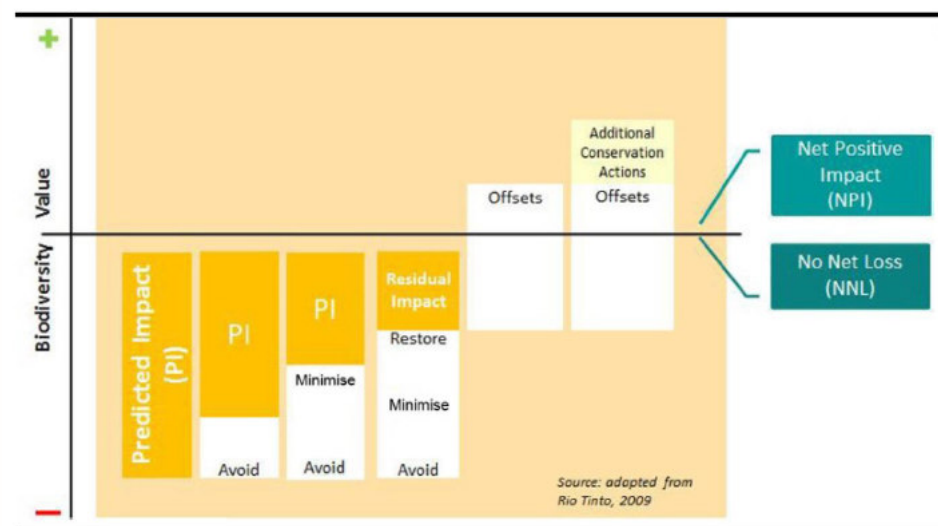 +
Biodiversity Value
Predicted Impact
(PI)
PI
Avoid
PI
Minimise
Avoid
Residual
Impact
Restore
Minimise
Avoid
Offsets
Additional
Conservation
Actions
Offsets
Net Positive
Impact
(NPI)
No Net Loss
(NNL)
Source: adapted from
Rio Tinto, 2009